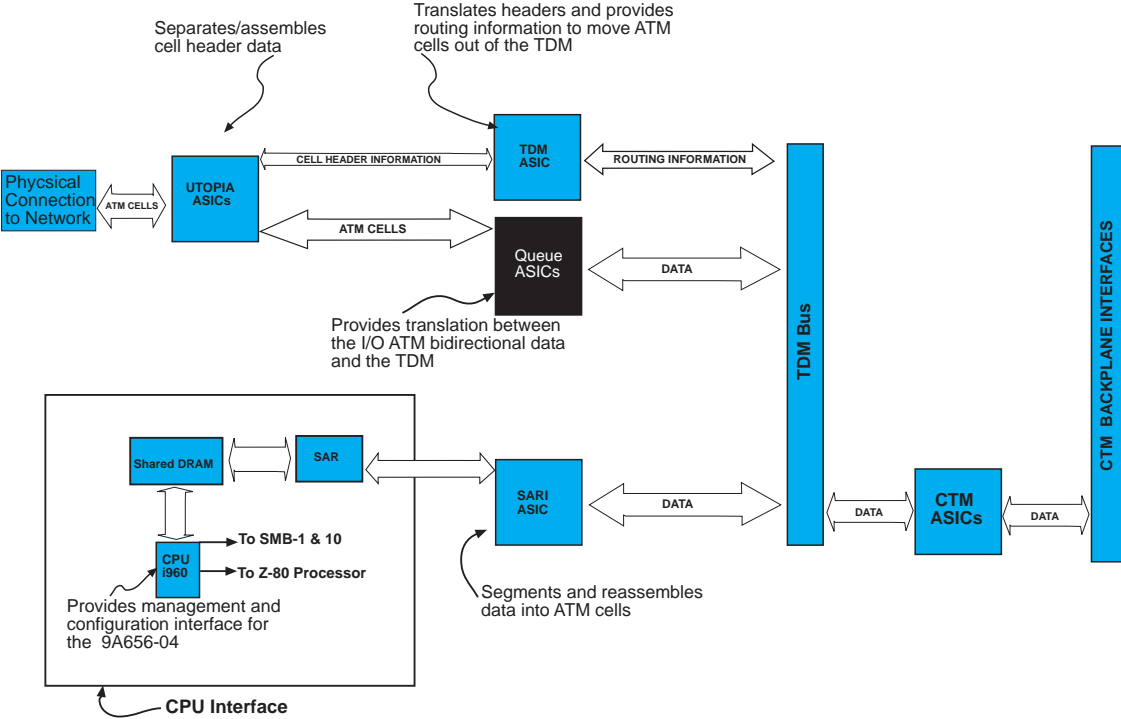 Translates headers and provides
routing information to move ATM
cells out of the TDM
Separates/assembles
cell header data
TDM
ASIC
CELL HEADER INFORMATION
ROUTING INFORMATION
Phycsical
Connection
to Network
ATM CELLS
UTOPIA
ASICs
ATM CELLS
Queue
ASICs
DATA
Provides translation between
the I/O ATM bidirectional data
and the TDM
TDM Bus
CTM BACKPLANE INTERFACES
Shared DRAM
SAR
SARI
ASIC
DATA
DATA
CTM
ASICs
DATA
To SMB-1 & 10
CPU
i960
To Z-80 Processor
Segments and reassembles
data into ATM cells
Provides management and
configuration interface for
the 9A656-04
CPU Interface